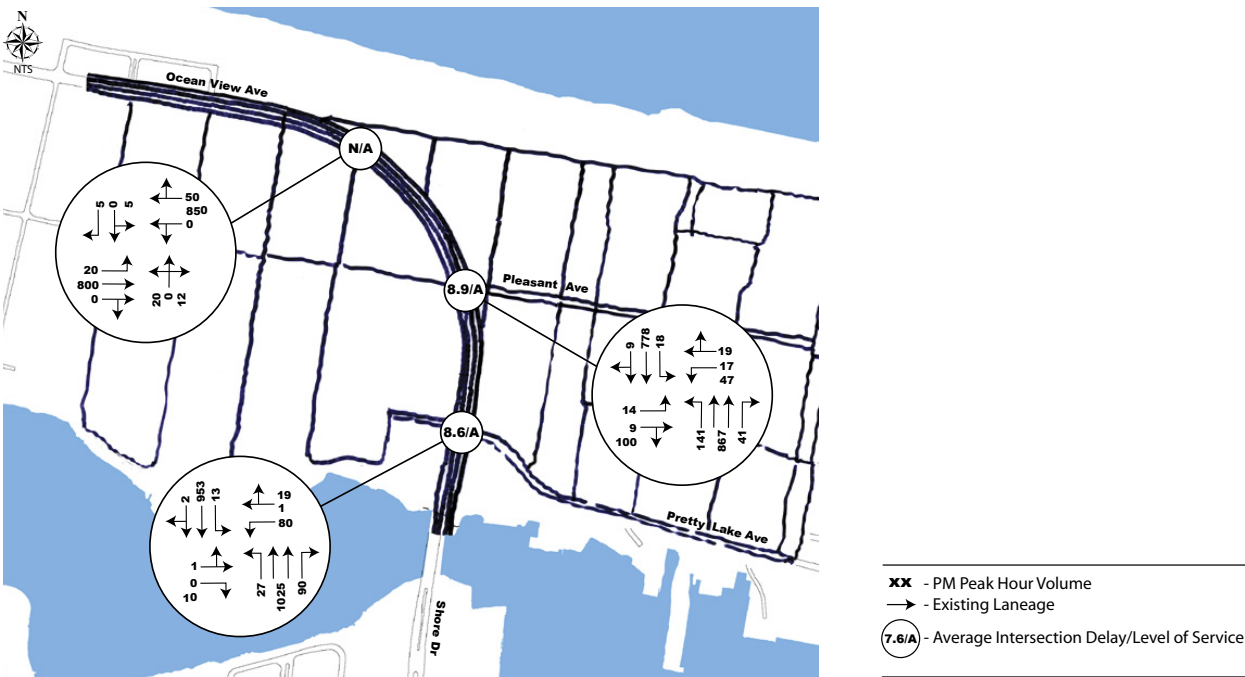 N
NTS
Ocean View Ave
N/A
5 0 5
50
850
0
20
800
0
20 0 12
8.9/A
Pleasant Ave
9 778 18
19
17
47
14
9
100
141 867 41
8.6/A
2 953 13
19
1
80
1
0
10
27 1025 90
Pretty Lake Ave
Shore Dr
XX - PM Peak Hour Volume
- Existing Laneage
7.6/A - Average Intersection Delay/Level of Service